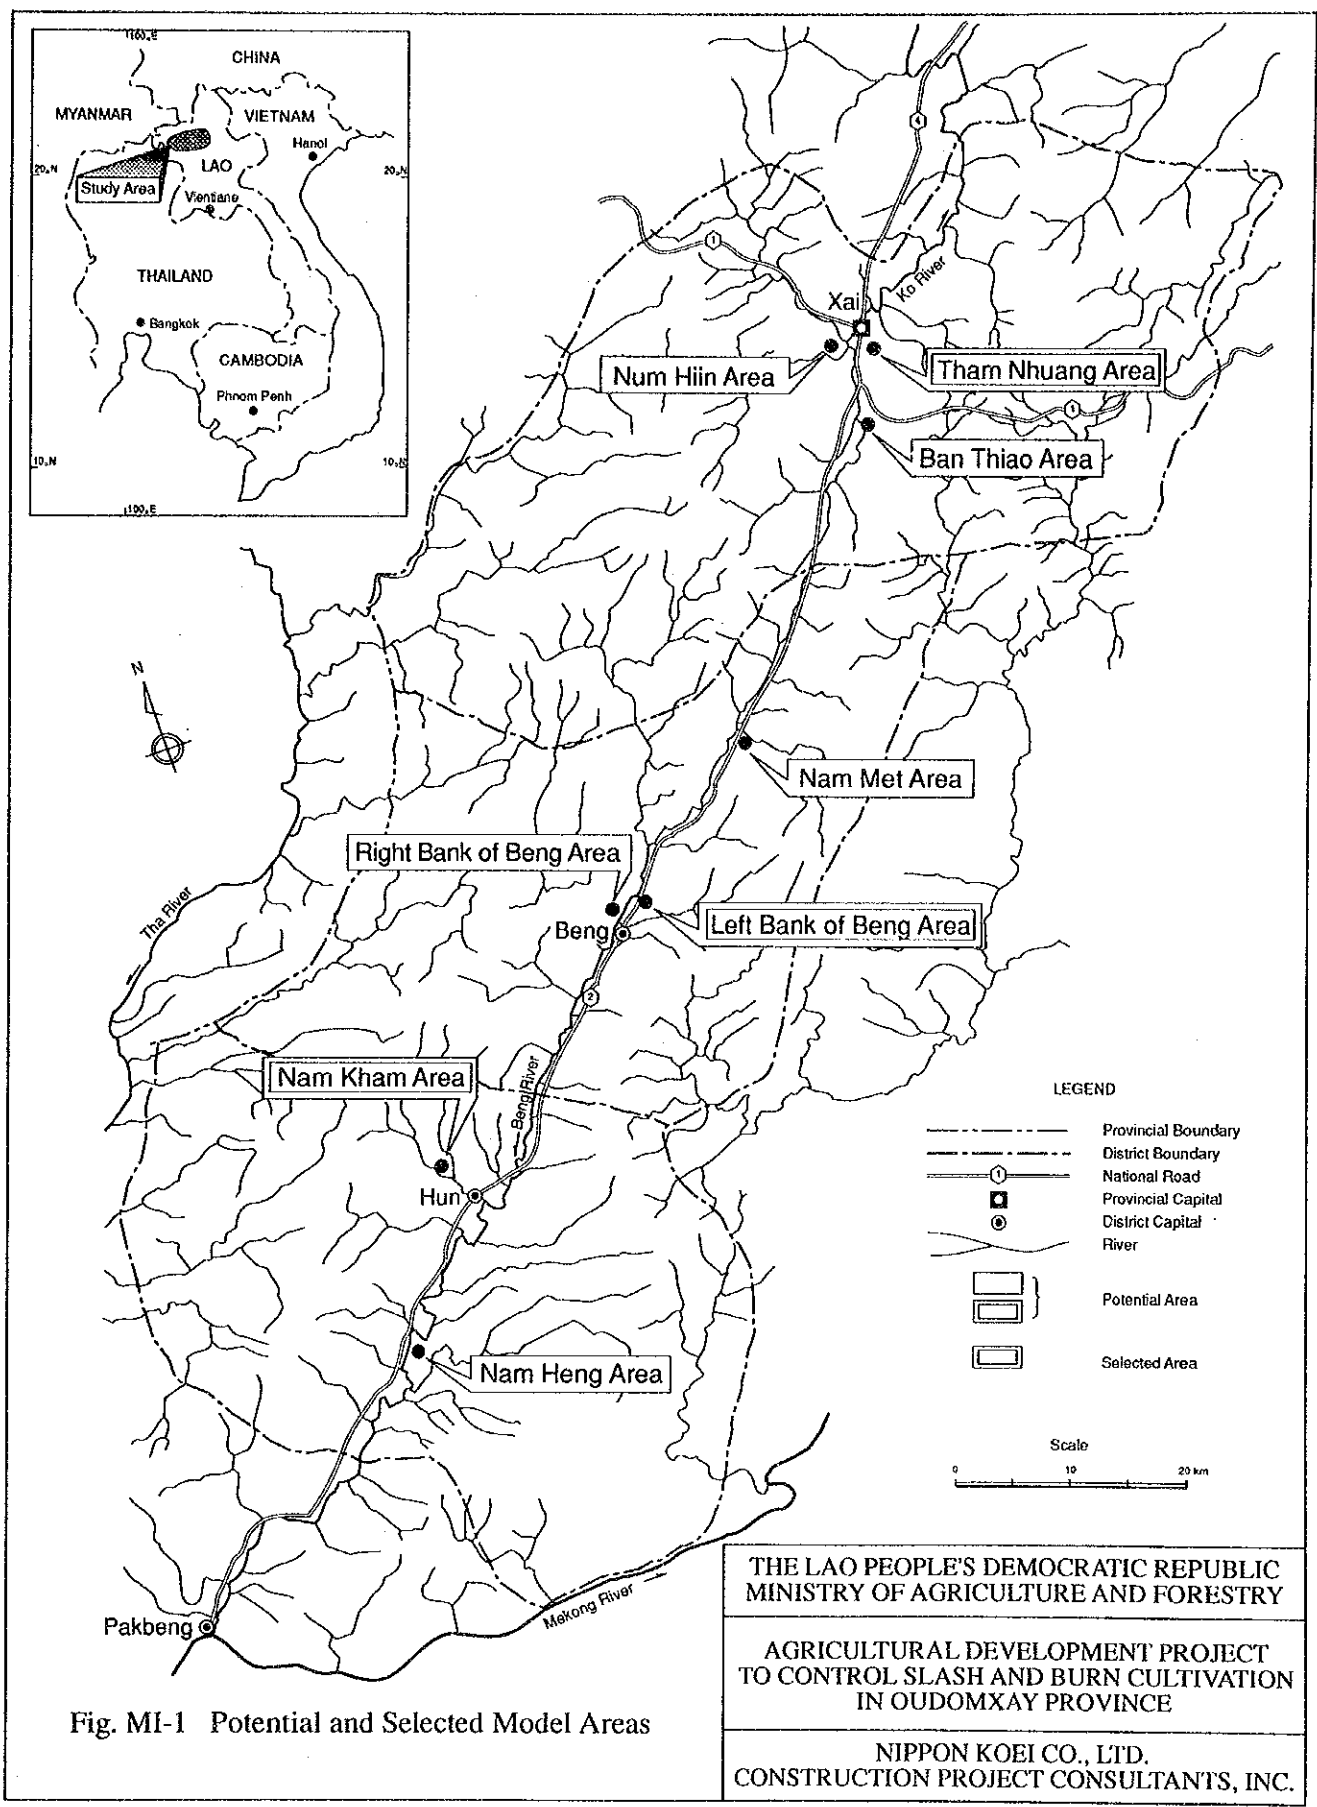 100°E
CHINA
MYANMAR
VIETNAM
Hanoi
20°N
LAO
20°N
Study Area
Vientiane
THAILAND
Bangkok
CAMBODIA
Phnom Penh
10°N
10°N
100°E
4
1
Ko River
Xai
Num Hiin Area
Tham Nhuang Area
1
Ban Thiao Area
N
Nam Met Area
Right Bank of Beng Area
Tha River
Left Bank of Beng Area
Beng
2
Nam Kham Area
Beng River
Hun
Nam Heng Area
Mekong River
Pakbeng
LEGEND
Provincial Boundary
District Boundary
1 National Road
Provincial Capital
District Capital
River
Potential Area
Selected Area
Scale
0 10 20 km
THE LAO PEOPLE'S DEMOCRATIC REPUBLIC
MINISTRY OF AGRICULTURE AND FORESTRY
AGRICULTURAL DEVELOPMENT PROJECT
TO CONTROL SLASH AND BURN CULTIVATION
IN OUDOMXAY PROVINCE
Fig. MI-1 Potential and Selected Model Areas
NIPPON KOEI CO., LTD.
CONSTRUCTION PROJECT CONSULTANTS, INC.